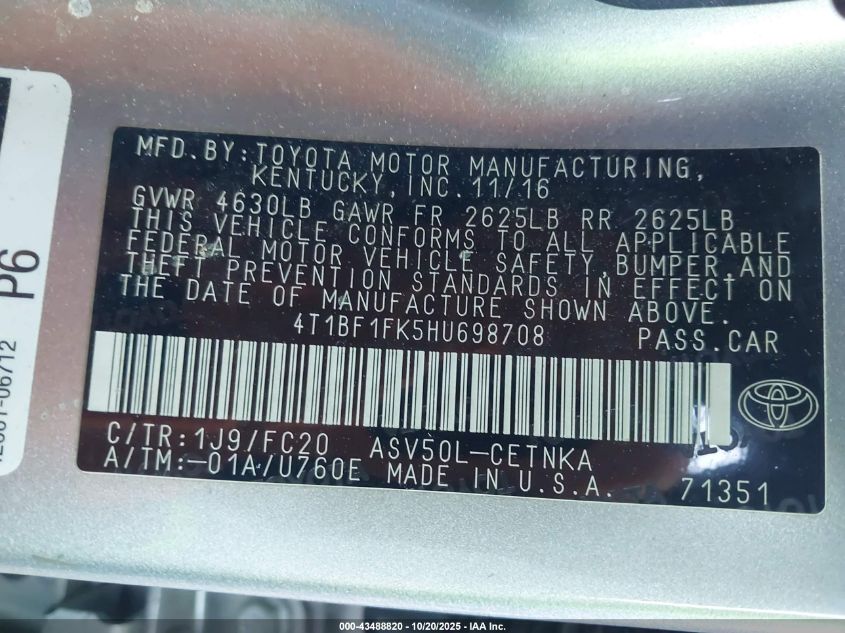 MFD.BY:TOYOTA MOTOR MANUFACTURING,
KENTUCKY, INC. 11/16
GVWR 4630LB GAWR FR 2625LB RR 2625LB
THIS VEHICLE CONFORMS TO ALL APPLICABLE
FEDERAL MOTOR VEHICLE SAFETY, BUMPER, AND
THEFT PREVENTION STANDARDS IN EFFECT ON
THE DATE OF MANUFACTURE SHOWN ABOVE.
4T1BF1FK5HU698708 PASS.CAR
C/TR:1J9/FC20 ASV50L-CETNKA
A/TM:-01A/U760E MADE IN U.S.A. 71351
P6
06712
000-43488820 - 10/20/2025 - IAA Inc.